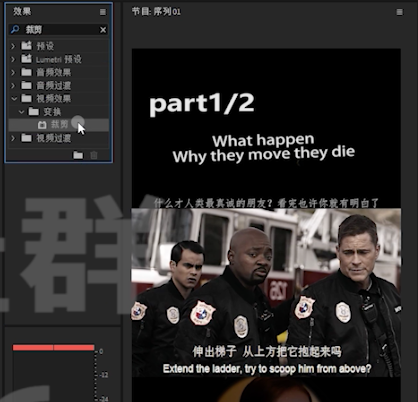 效果
节目: 序列 01
裁剪
预设
Lumetri 预设
音频效果
音频过渡
视频效果
变换
裁剪
视频过渡
part1/2
What happen
Why they move they die
什么才人类最真诚的朋友？看完也许你就有明白了
社群
伸出梯子 从上方把它抱起来吗
Extend the ladder, try to scoop him from above?
0
-12
-24